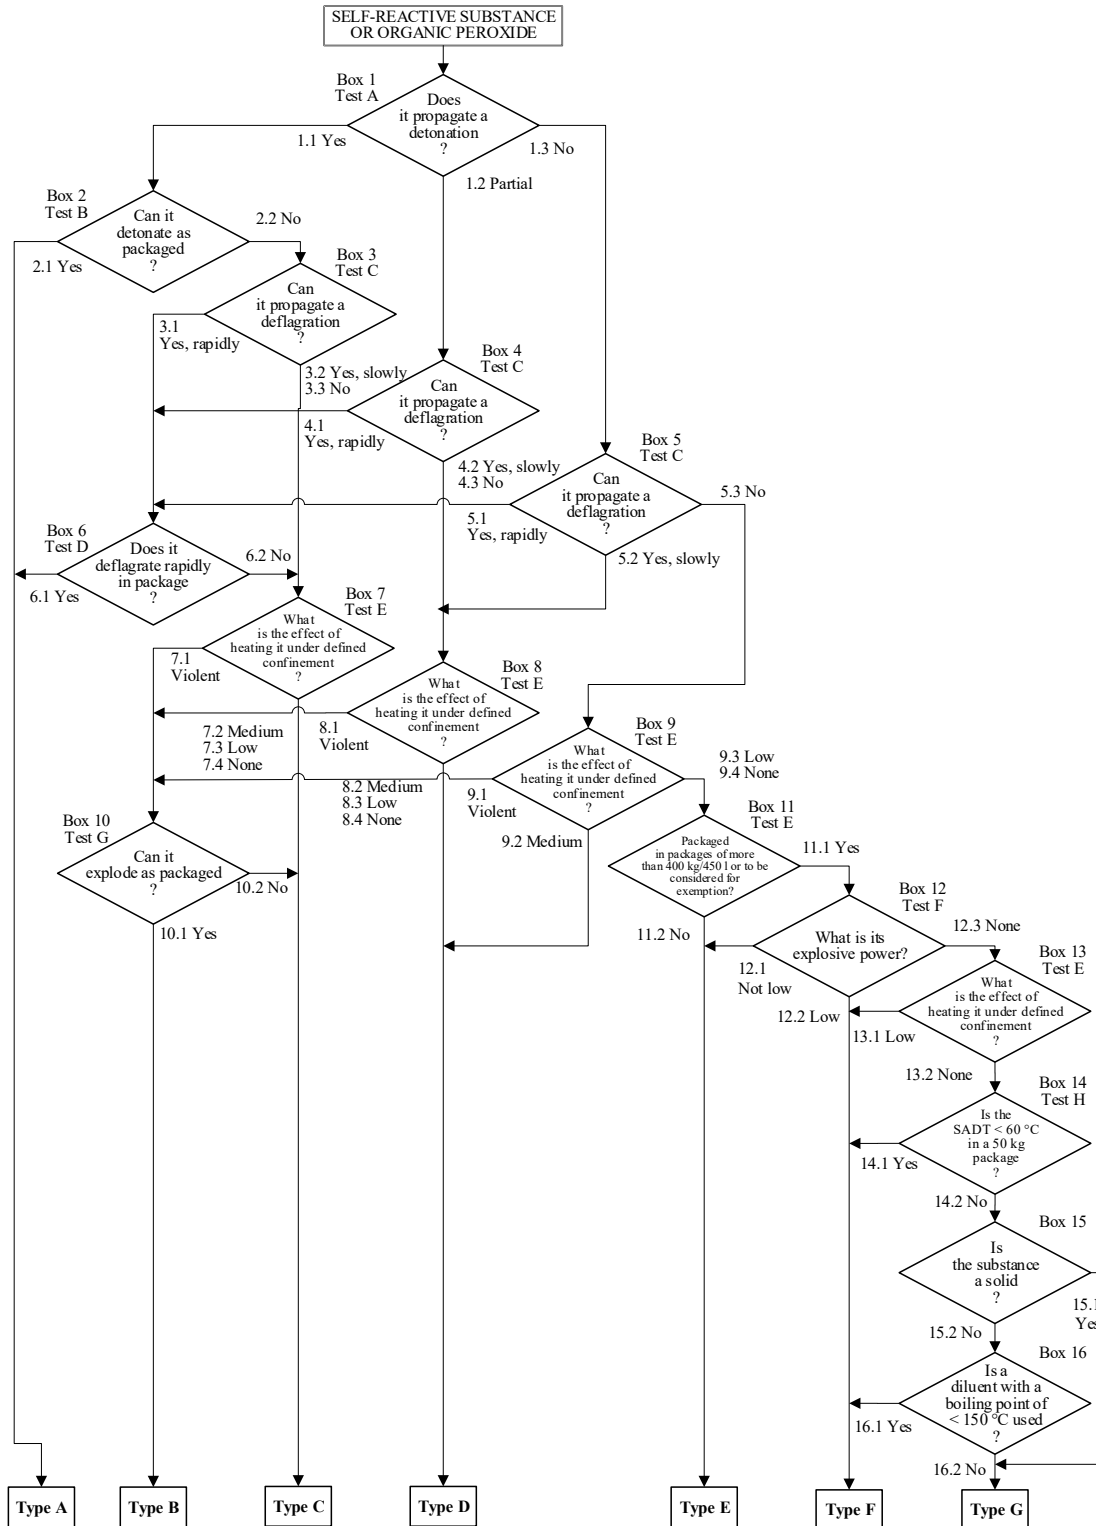 SELF-REACTIVE SUBSTANCE
OR ORGANIC PEROXIDE
Box 1
Test A
Does
it propagate a
detonation
?
1.1 Yes
1.3 No
1.2 Partial
Box 2
Test B
Can it
detonate as
packaged
?
2.2 No
2.1 Yes
Box 3
Test C
Can
it propagate a
deflagration
?
3.1
Yes, rapidly
3.2 Yes, slowly
3.3 No
Box 4
Test C
Can
it propagate a
deflagration
?
4.1
Yes, rapidly
4.2 Yes, slowly
4.3 No
Box 5
Test C
Can
it propagate a
deflagration
?
5.3 No
5.1
Yes, rapidly
5.2 Yes, slowly
Box 6
Test D
Does it
deflagrate rapidly
in package
?
6.2 No
6.1 Yes
Box 7
Test E
What
is the effect of
heating it under defined
confinement
?
7.1
Violent
7.2 Medium
7.3 Low
7.4 None
Box 8
Test E
What
is the effect of
heating it under defined
confinement
?
8.1
Violent
8.2 Medium
8.3 Low
8.4 None
Box 9
Test E
What
is the effect of
heating it under defined
confinement
?
9.3 Low
9.4 None
9.1
Violent
9.2 Medium
Box 10
Test G
Can it
explode as packaged
?
10.2 No
10.1 Yes
Box 11
Test E
Packaged
in packages of more
than 400 kg/450 l or to be
considered for
exemption?
11.1 Yes
11.2 No
Box 12
Test F
What is its
explosive power?
12.3 None
12.1
Not low
12.2 Low
Box 13
Test E
What
is the effect of
heating it under defined
confinement
?
13.1 Low
13.2 None
Box 14
Test H
Is the
SADT < 60 °C
in a 50 kg
package
?
14.1 Yes
14.2 No
Box 15
Is
the substance
a solid
?
15.1
Yes
15.2 No
Box 16
Is a
diluent with a
boiling point of
< 150 °C used
?
16.1 Yes
16.2 No
Type A
Type B
Type C
Type D
Type E
Type F
Type G